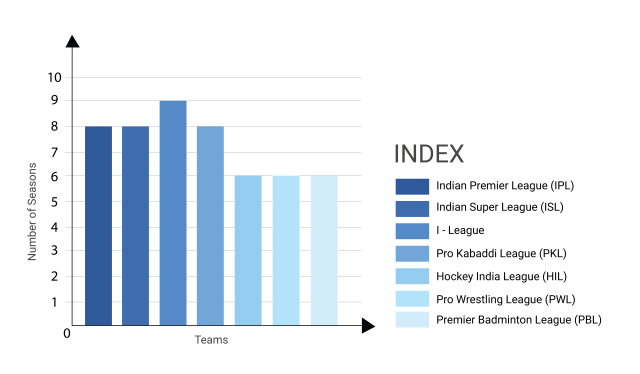 10
9
8
7
6
5
4
3
2
1
0
Number of Seasons
Teams
INDEX
Indian Premier League (IPL)
Indian Super League (ISL)
I - League
Pro Kabaddi League (PKL)
Hockey India League (HIL)
Pro Wrestling League (PWL)
Premier Badminton League (PBL)